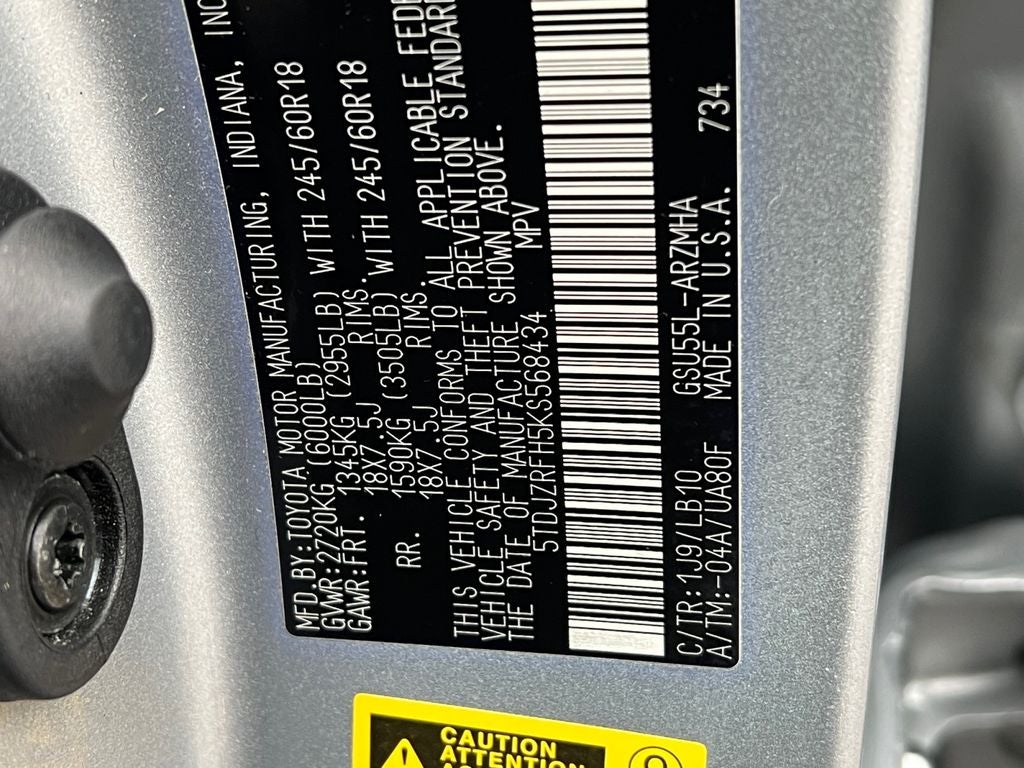 MFD.BY:TOYOTA MOTOR MANUFACTURING, INDIANA, INC
GVWR:2720KG (6000LB)
GAWR:FRT. 1345KG (2955LB) WITH 245/60R18
18X7.5J RIMS.
RR. 1590KG (3505LB) WITH 245/60R18
18X7.5J RIMS.
THIS VEHICLE CONFORMS TO ALL APPLICABLE FEDE
VEHICLE SAFETY AND THEFT PREVENTION STANDARD
THE DATE OF MANUFACTURE SHOWN ABOVE.
5TDJZRFH5KS568434 MPV
C/TR:1J9/LB10 GSU55L-ARZMHA 734
A/TM:-04A/UA80F MADE IN U.S.A.
CAUTION
ATTENTION